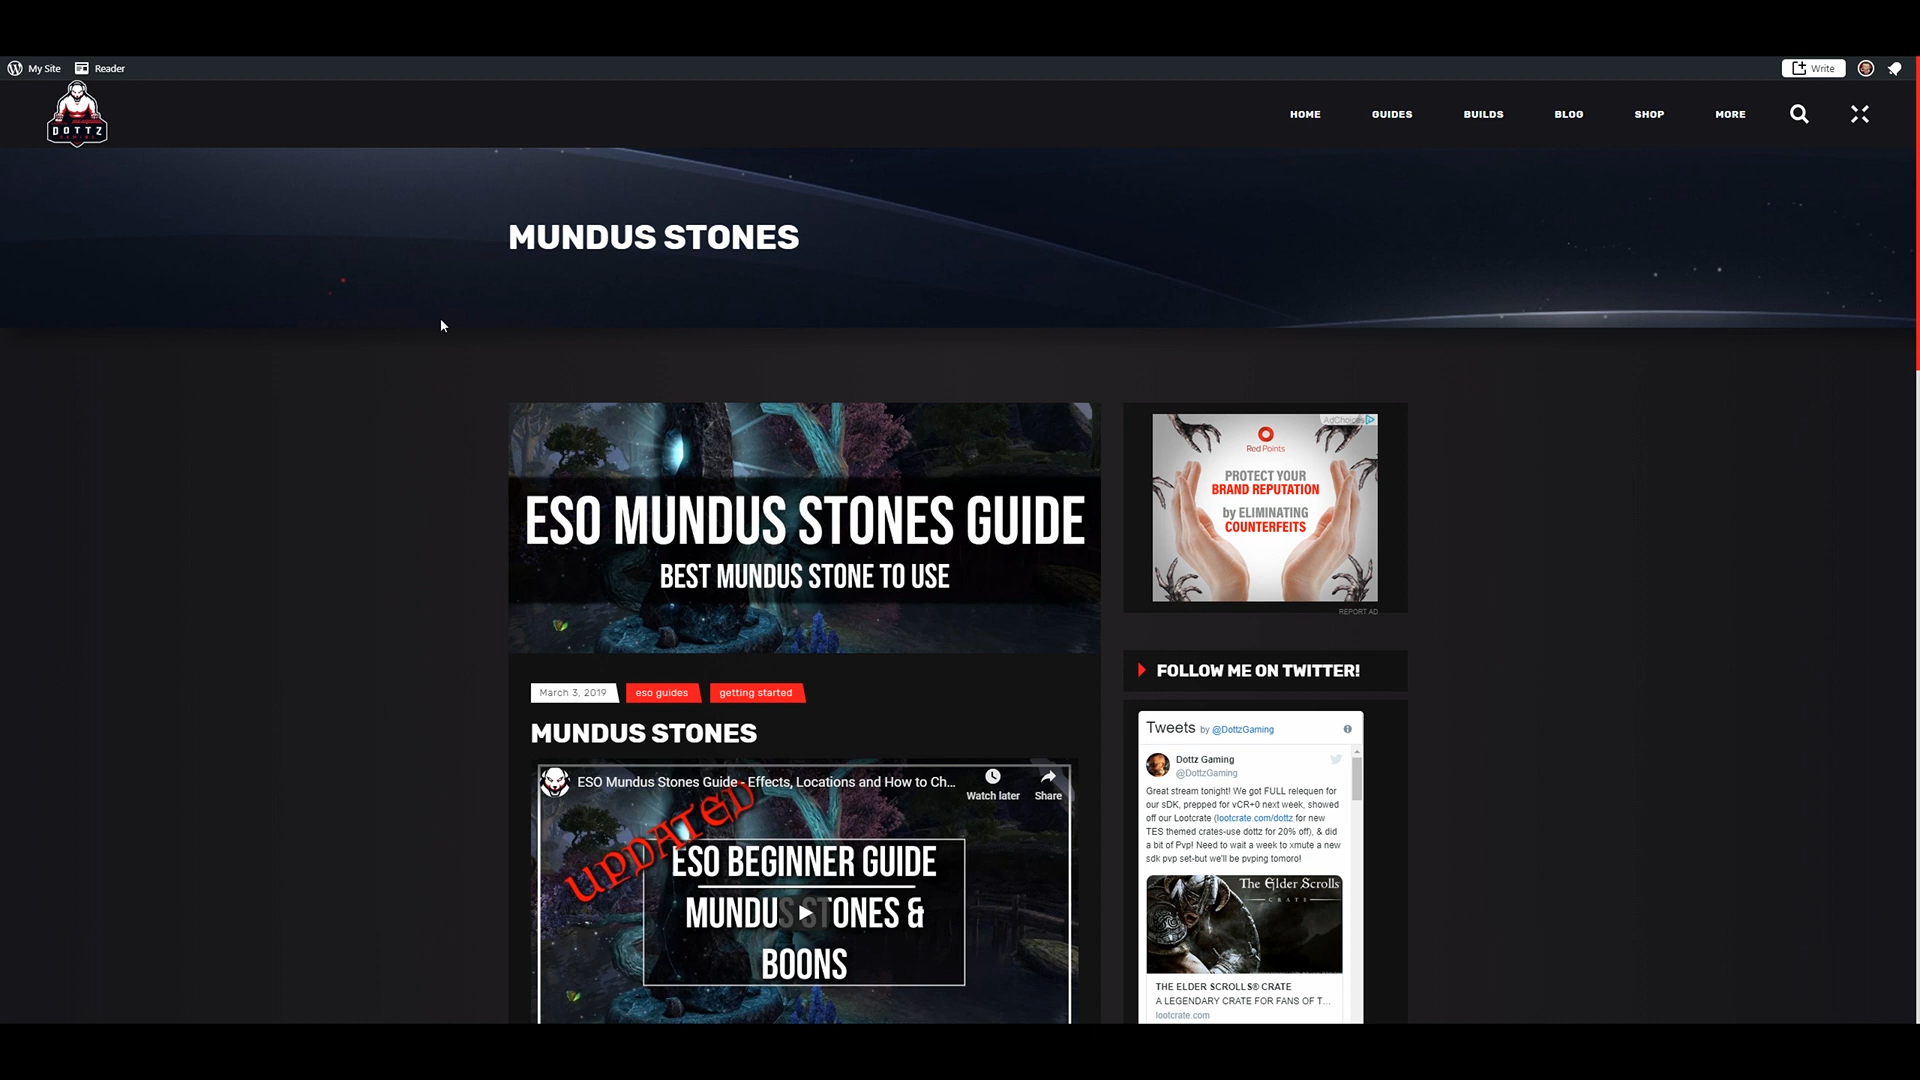 My Site Reader Write
DOTTZ
GAMING
HOME GUIDES BUILDS BLOG SHOP MORE
MUNDUS STONES
ESO MUNDUS STONES GUIDE
BEST MUNDUS STONE TO USE
March 3, 2019 eso guides getting started
MUNDUS STONES
ESO Mundus Stones Guide - Effects, Locations and How to Ch...
Watch later Share
UPDATED
ESO BEGINNER GUIDE
MUNDUS STONES &
BOONS
AdChoices
Red Points
PROTECT YOUR
BRAND REPUTATION
by ELIMINATING
COUNTERFEITS
REPORT AD
FOLLOW ME ON TWITTER!
Tweets by @DottzGaming
Dottz Gaming
@DottzGaming
Great stream tonight! We got FULL relequen for
our sDK, prepped for vCR+0 next week, showed
off our Lootcrate (lootcrate.com/dottz for new
TES themed crates-use dottz for 20% off), & did
a bit of Pvp! Need to wait a week to xmute a new
sdk pvp set-but we'll be pvping tomoro!
The Elder Scrolls
CRATE
THE ELDER SCROLLS® CRATE
A LEGENDARY CRATE FOR FANS OF T...
lootcrate.com